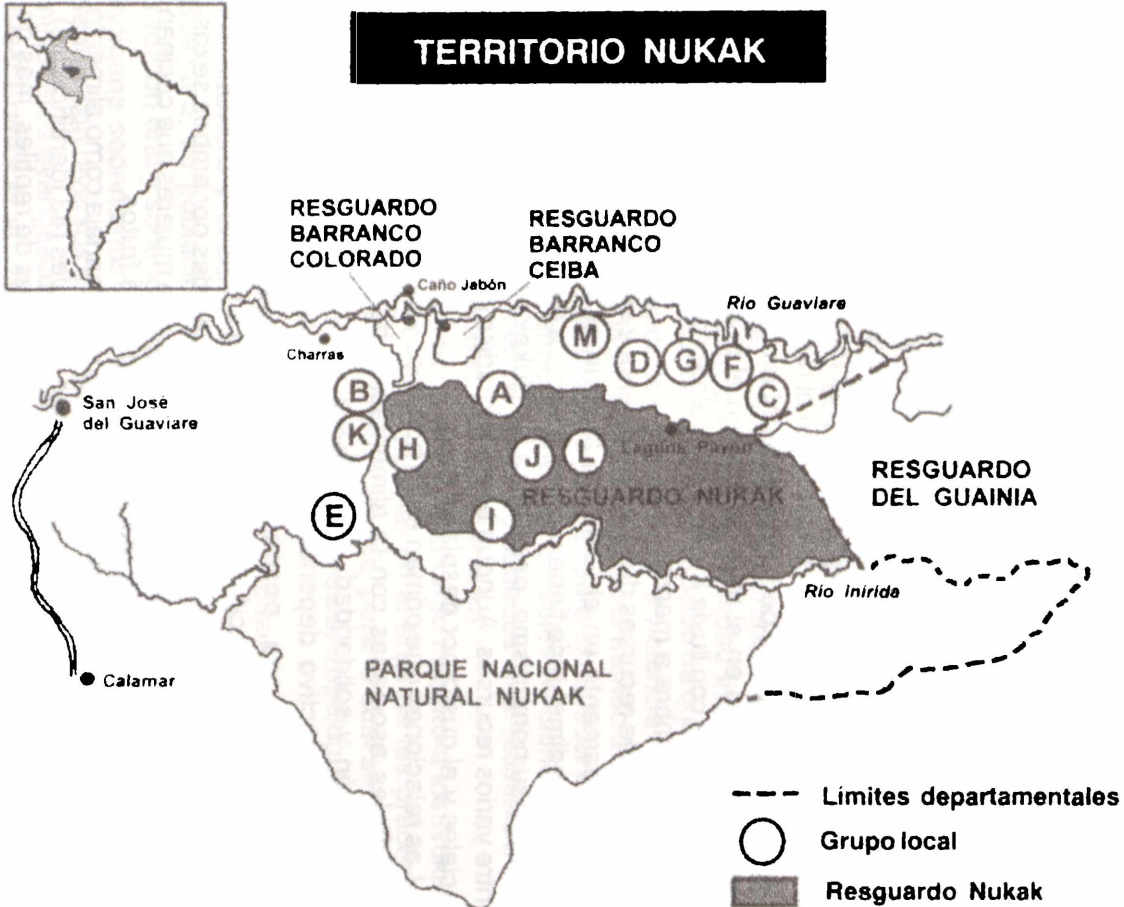 TERRITORIO NUKAK
RESGUARDO
BARRANCO
COLORADO
RESGUARDO
BARRANCO
CEIBA
Caño Jabón
Río Guaviare
Charras
M
D
G
F
C
B
A
San José
del Guaviare
K
H
J
L
Laguna Pavón
RESGUARDO
DEL GUAINIA
RESGUARDO NUKAK
E
I
Río Inírida
PARQUE NACIONAL
NATURAL NUKAK
Calamar
Límites departamentales
Grupo local
Resguardo Nukak